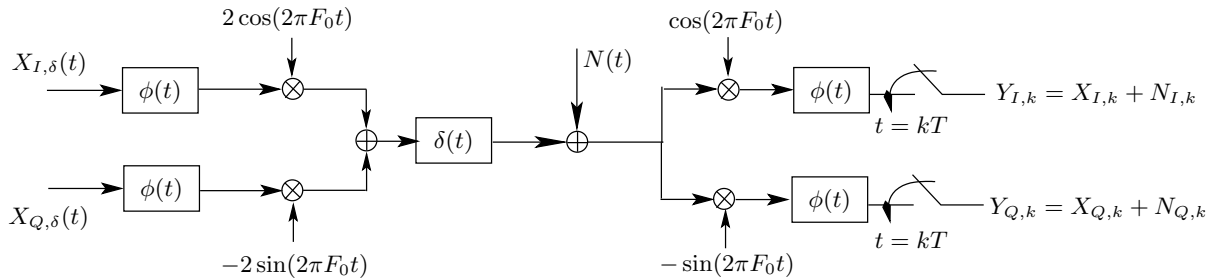 2 cos(2πF₀t)
cos(2πF₀t)
X_{I,δ}(t)
N(t)
ϕ(t)
ϕ(t)
Y_{I,k} = X_{I,k} + N_{I,k}
t = kT
δ(t)
ϕ(t)
ϕ(t)
Y_{Q,k} = X_{Q,k} + N_{Q,k}
X_{Q,δ}(t)
t = kT
−2 sin(2πF₀t)
− sin(2πF₀t)